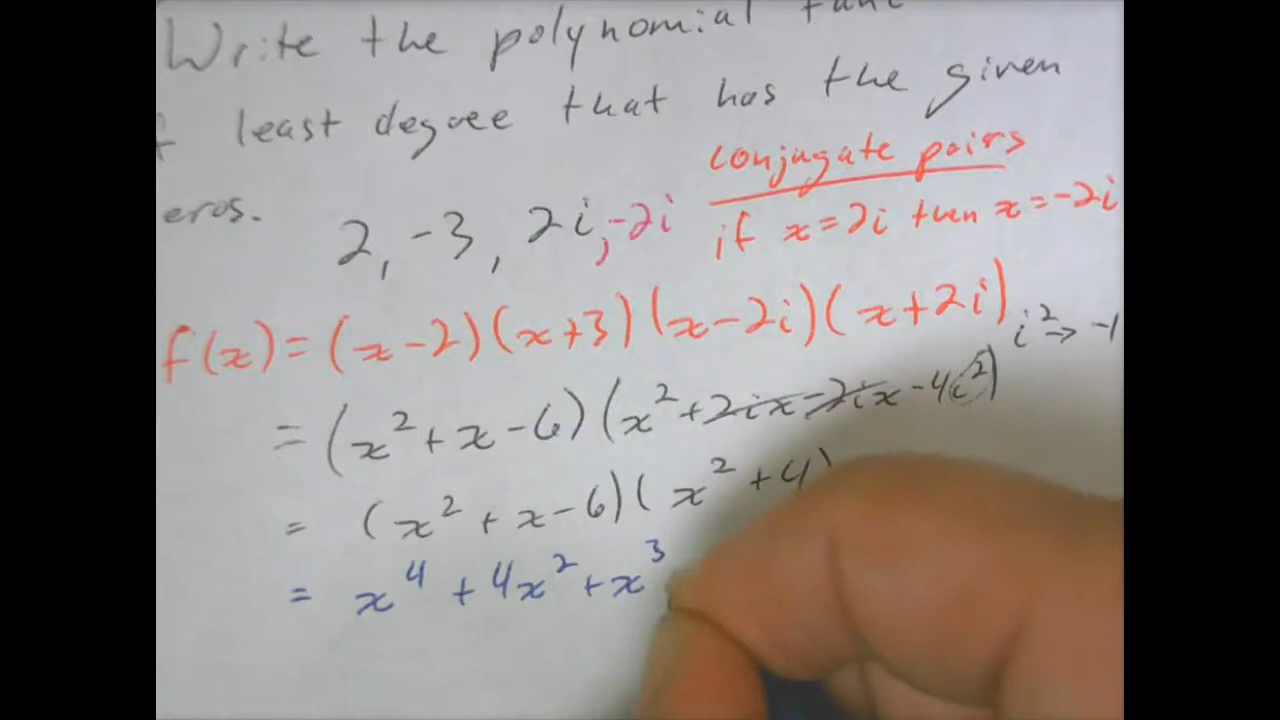 Write the polynomial
least degree that has the given
conjugate pairs
eros. 2, -3, 2i, -2i
if x=2i then x=-2i
f(x)=(x-2)(x+3)(x-2i)(x+2i)
i²→-1
=(x²+x-6)(x²+2ix-2ix-4i²)
=(x²+x-6)(x²+4)
=x⁴+4x²+x³